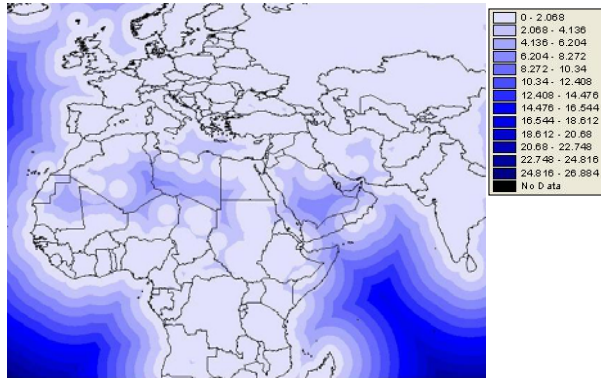 0 - 2.068
2.068 - 4.136
4.136 - 6.204
6.204 - 8.272
8.272 - 10.34
10.34 - 12.408
12.408 - 14.476
14.476 - 16.544
16.544 - 18.612
18.612 - 20.68
20.68 - 22.748
22.748 - 24.816
24.816 - 26.884
No Data